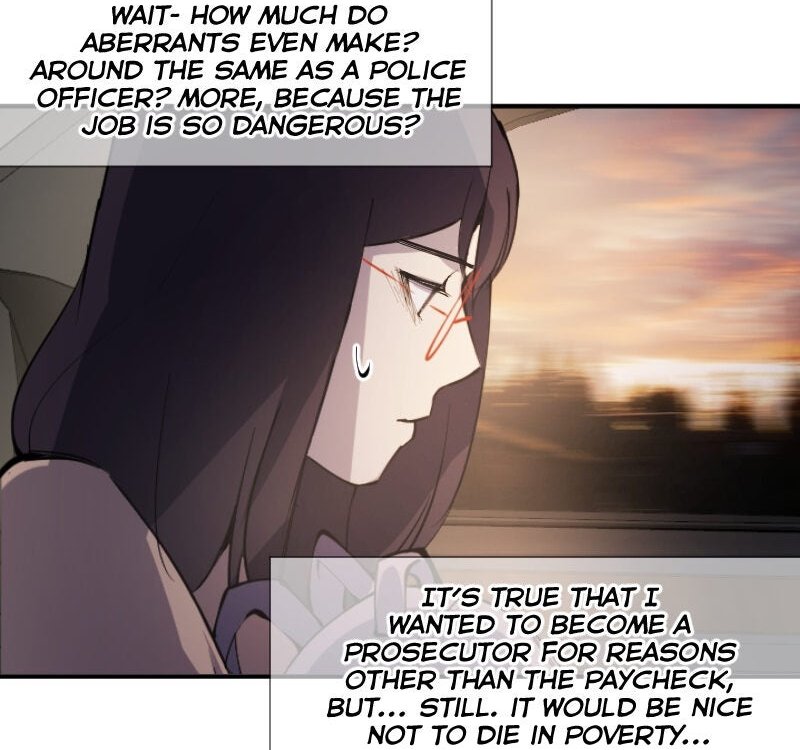 WAIT- HOW MUCH DO
ABERRANTS EVEN MAKE?
AROUND THE SAME AS A POLICE
OFFICER? MORE, BECAUSE THE
JOB IS SO DANGEROUS?
IT'S TRUE THAT I
WANTED TO BECOME A
PROSECUTOR FOR REASONS
OTHER THAN THE PAYCHECK,
BUT... STILL. IT WOULD BE NICE
NOT TO DIE IN POVERTY...